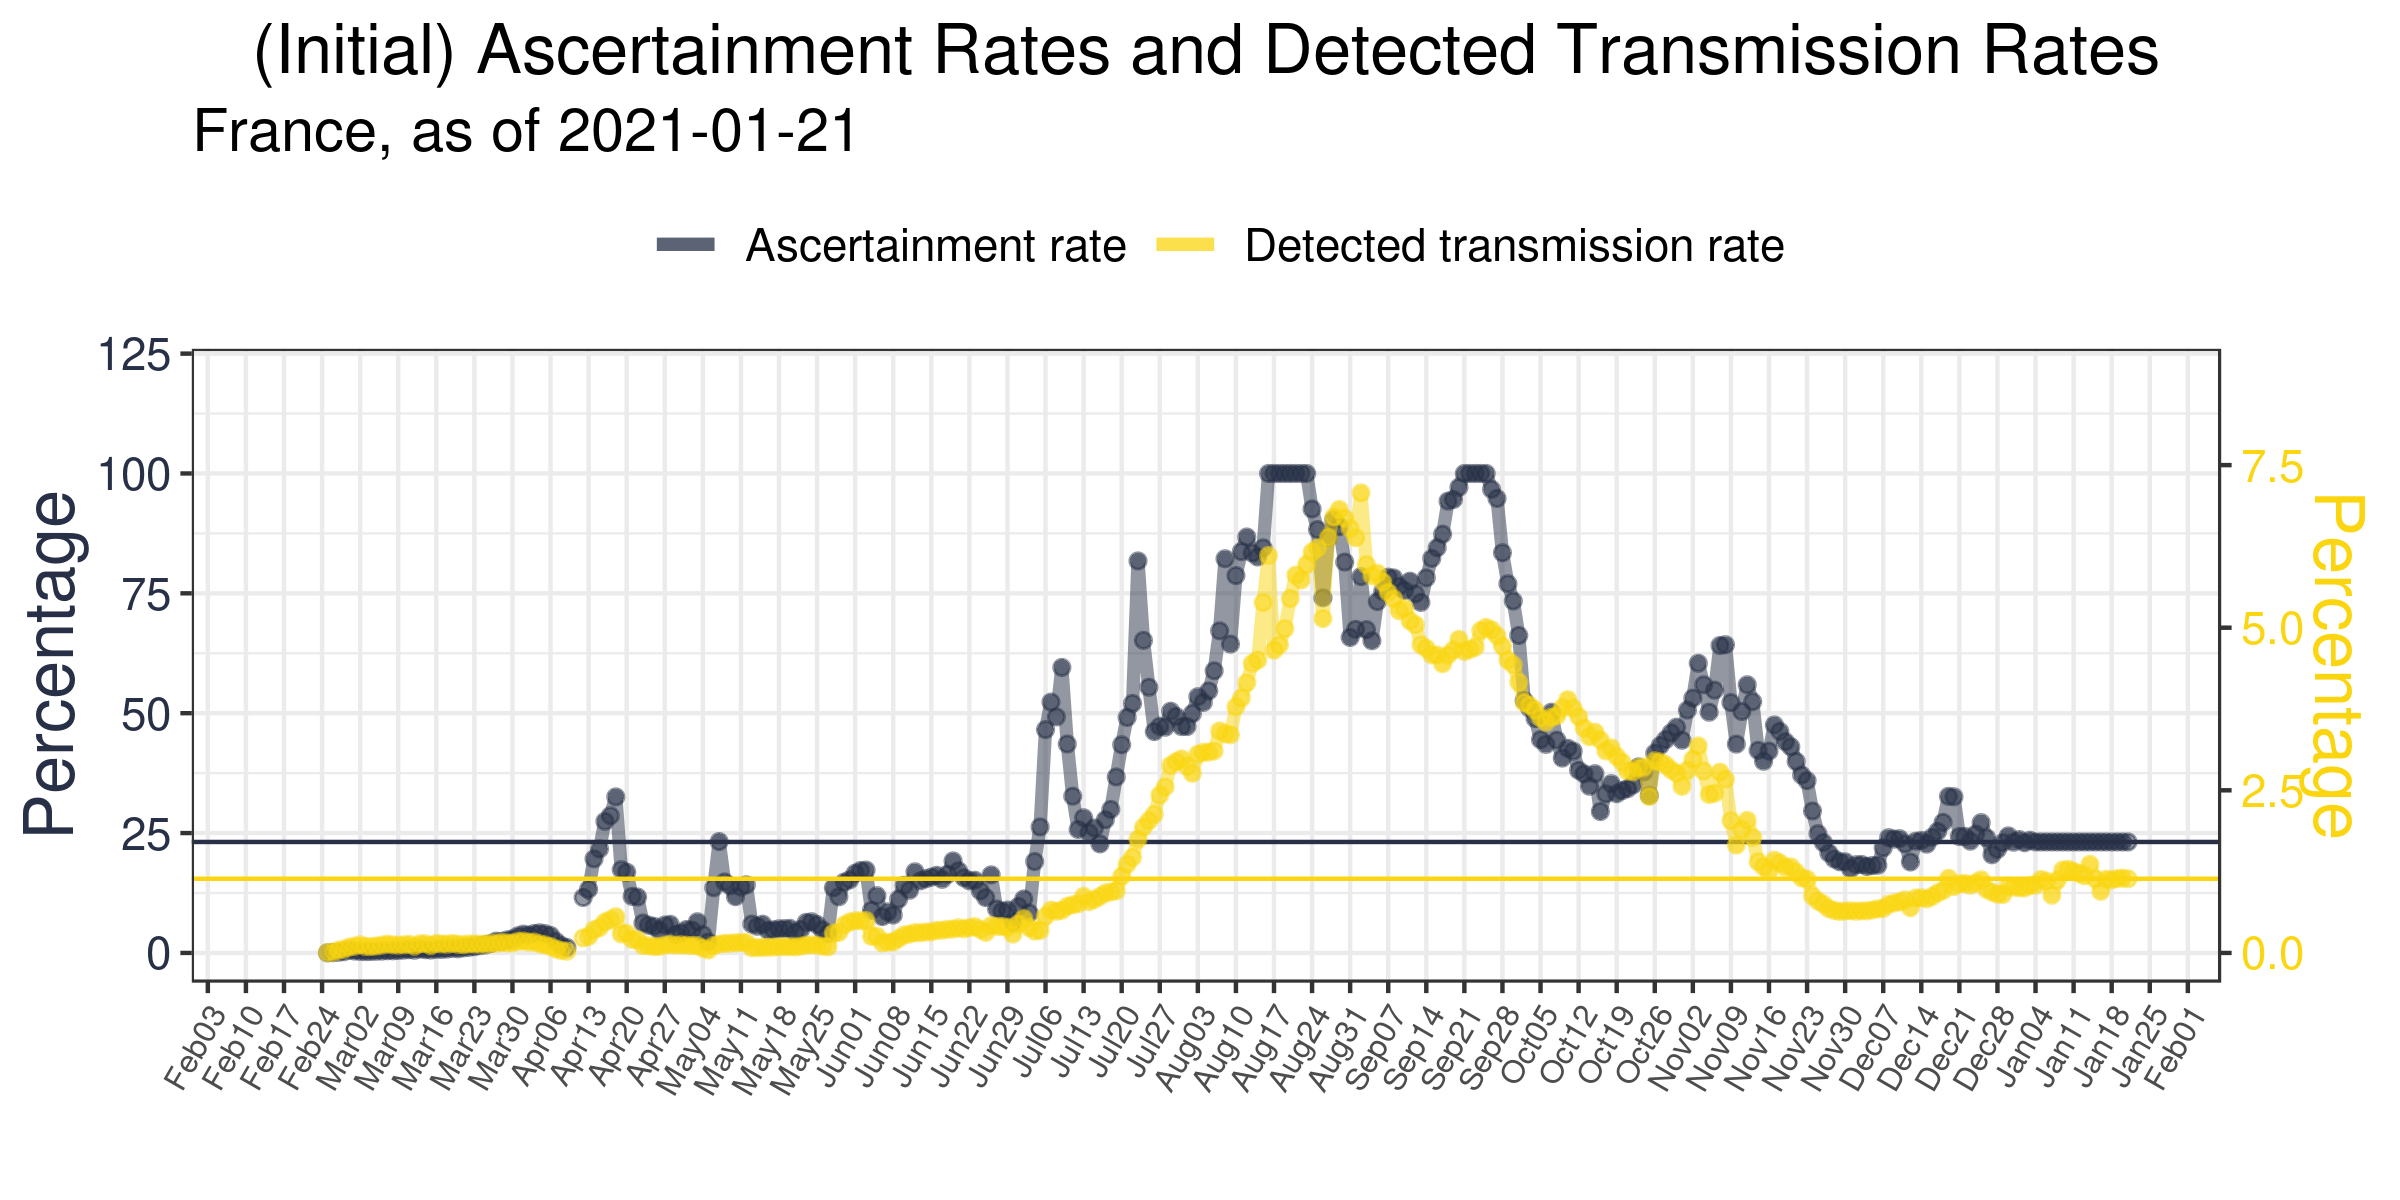 (Initial) Ascertainment Rates and Detected Transmission Rates
France, as of 2021-01-21
Ascertainment rate
Detected transmission rate
Percentage
125
100
75
50
25
0
7.5
5.0
2.5
0.0
Percentage
Feb03
Feb10
Feb17
Feb24
Mar02
Mar09
Mar16
Mar23
Mar30
Apr06
Apr13
Apr20
Apr27
May04
May11
May18
May25
Jun01
Jun08
Jun15
Jun22
Jun29
Jul06
Jul13
Jul20
Jul27
Aug03
Aug10
Aug17
Aug24
Aug31
Sep07
Sep14
Sep21
Sep28
Oct05
Oct12
Oct19
Oct26
Nov02
Nov09
Nov16
Nov23
Nov30
Dec07
Dec14
Dec21
Dec28
Jan04
Jan11
Jan18
Jan25
Feb01